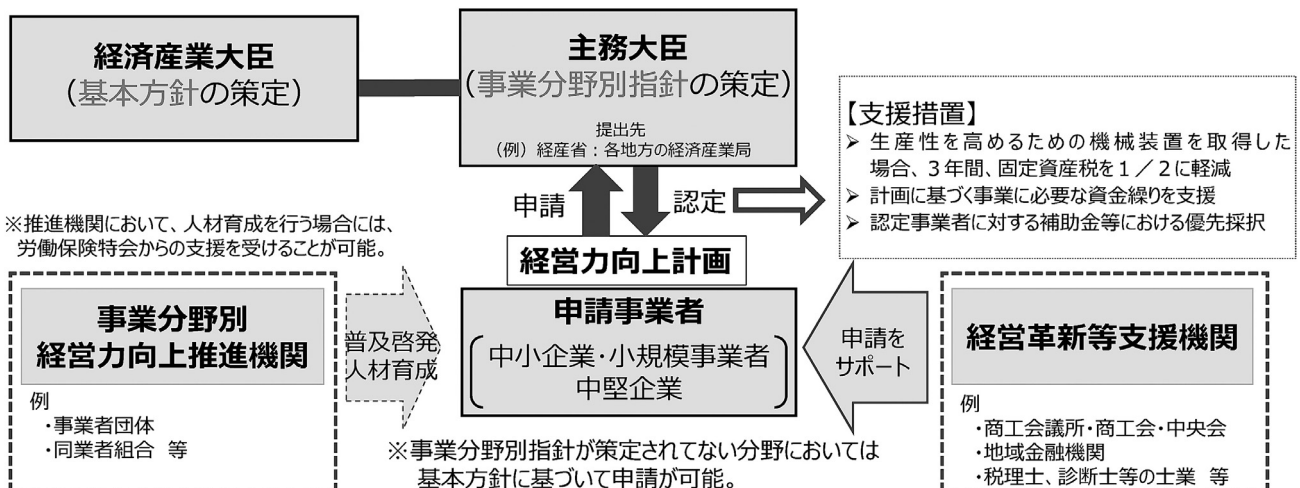 経済産業大臣
(基本方針の策定)
主務大臣
(事業分野別指針の策定)
提出先
(例)経産省:各地方の経済産業局
【支援措置】
➢ 生産性を高めるための機械装置を取得した
場合、3年間、固定資産税を1/2に軽減
➢ 計画に基づく事業に必要な資金繰りを支援
➢ 認定事業者に対する補助金等における優先採択
申請
認定
※推進機関において、人材育成を行う場合には、
労働保険特会からの支援を受けることが可能。
経営力向上計画
事業分野別
経営力向上推進機関
例
・事業者団体
・同業者組合 等
普及啓発
人材育成
申請事業者
中小企業・小規模事業者
中堅企業
申請を
サポート
経営革新等支援機関
例
・商工会議所・商工会・中央会
・地域金融機関
・税理士、診断士等の士業 等
※事業分野別指針が策定されてない分野においては
基本方針に基づいて申請が可能。